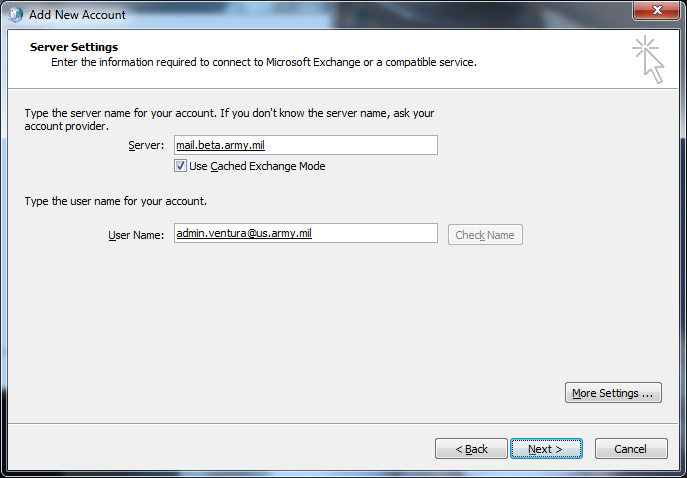 Add New Account
Server Settings
Enter the information required to connect to Microsoft Exchange or a compatible service.
Type the server name for your account. If you don't know the server name, ask your
account provider.
Server: mail.beta.army.mil
Use Cached Exchange Mode
Type the user name for your account.
User Name: admin.ventura@us.army.mil Check Name
More Settings ...
< Back Next > Cancel